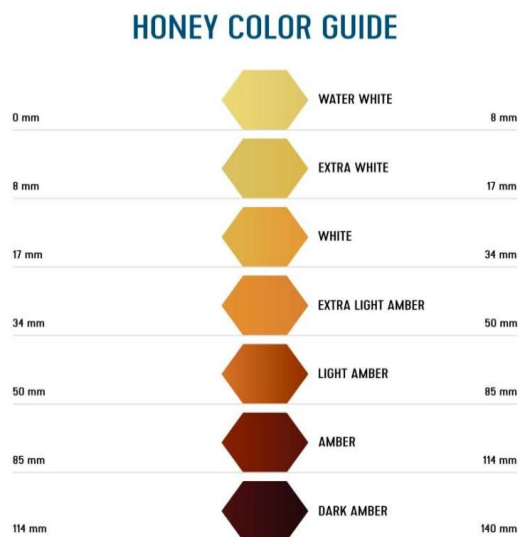 HONEY COLOR GUIDE
WATER WHITE
0 mm 8 mm
EXTRA WHITE
8 mm 17 mm
WHITE
17 mm 34 mm
EXTRA LIGHT AMBER
34 mm 50 mm
LIGHT AMBER
50 mm 85 mm
AMBER
85 mm 114 mm
DARK AMBER
114 mm 140 mm